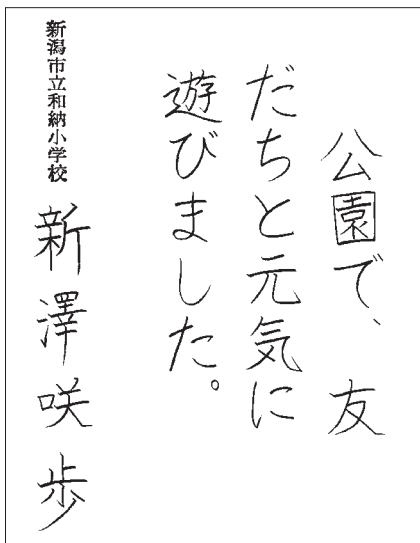 公園で、友
だちと元気に
遊びました。
新潟市立和納小学校
新澤咲歩